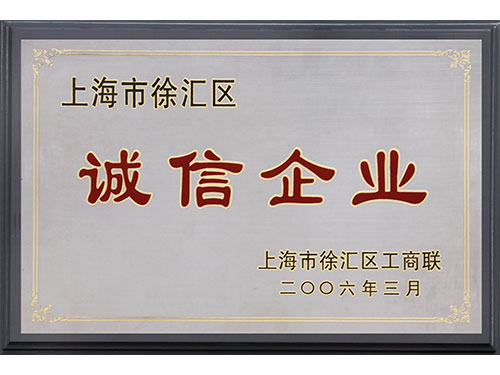 上海市徐汇区
诚信企业
上海市徐汇区工商联
二〇〇六年三月